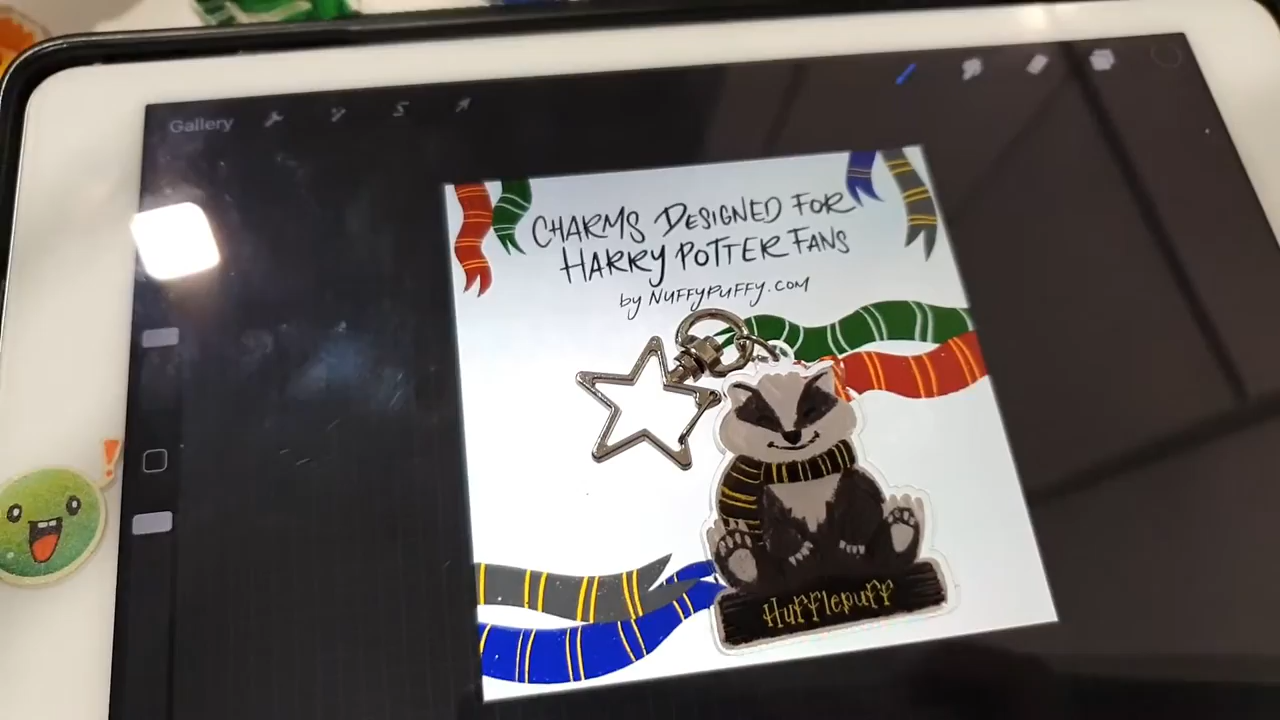 Gallery
CHARMS DESIGNED FOR
HARRY POTTER FANS
by NUFFYPUFFY.COM
Hufflepuff